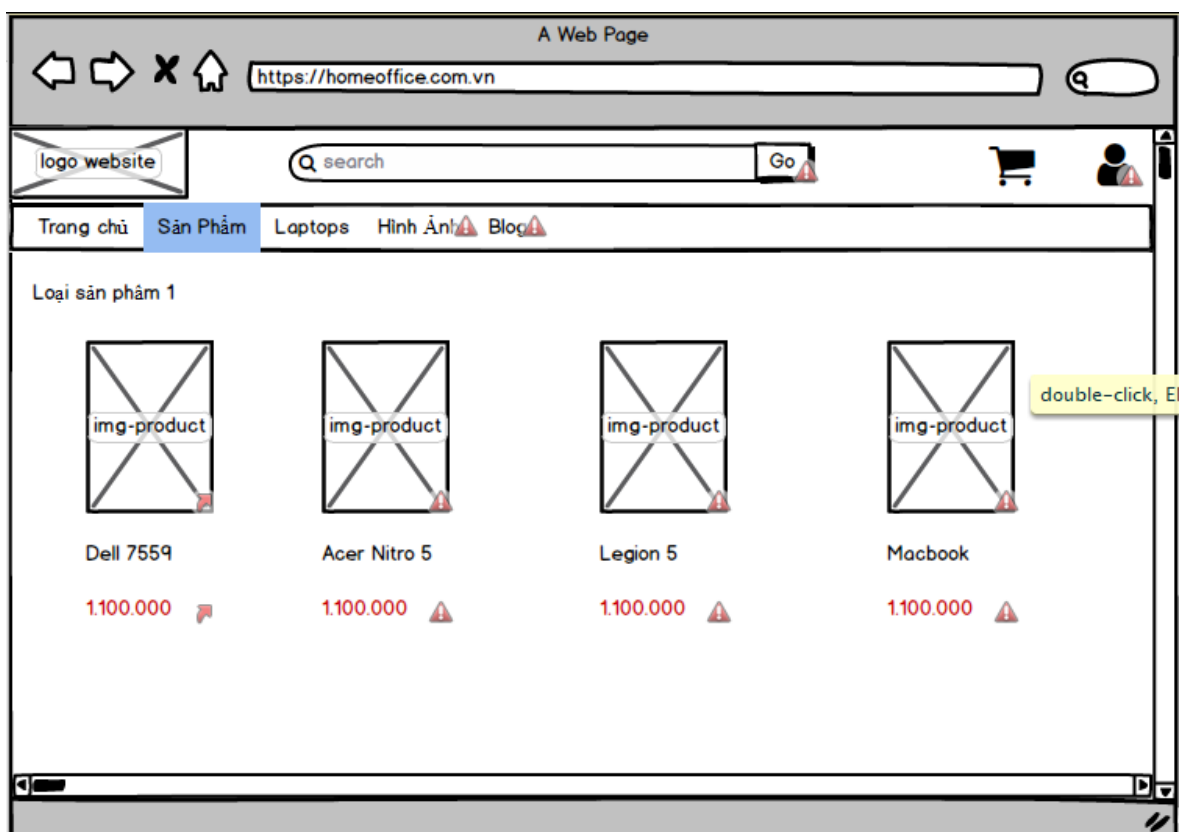 A Web Page
https://homeoffice.com.vn
logo website
search
Go
Trang chủ Sản Phẩm Laptops Hình Ảnh Blog
Loại sản phâm 1
img-product img-product img-product img-product
double-click,
Dell 7559 Acer Nitro 5 Legion 5 Macbook
1.100.000 1.100.000 1.100.000 1.100.000